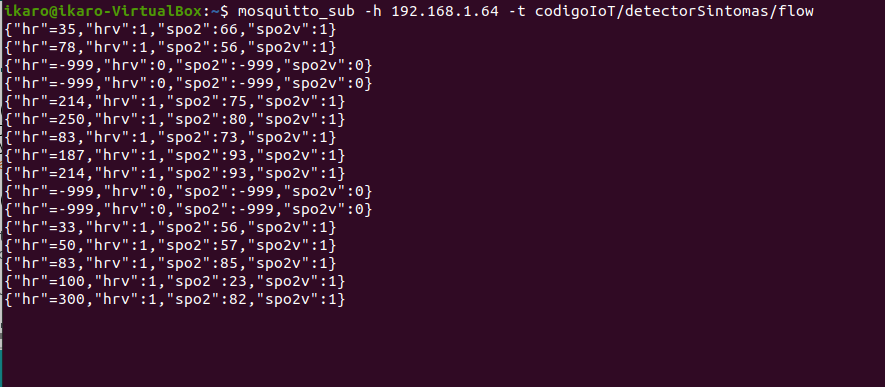 ikaro@ikaro-VirtualBox:~$ mosquitto_sub -h 192.168.1.64 -t codigoIoT/detectorSintomas/flow
{"hr"=35,"hrv":1,"spo2":66,"spo2v":1}
{"hr"=78,"hrv":1,"spo2":56,"spo2v":1}
{"hr"=-999,"hrv":0,"spo2":-999,"spo2v":0}
{"hr"=-999,"hrv":0,"spo2":-999,"spo2v":0}
{"hr"=214,"hrv":1,"spo2":75,"spo2v":1}
{"hr"=250,"hrv":1,"spo2":80,"spo2v":1}
{"hr"=83,"hrv":1,"spo2":73,"spo2v":1}
{"hr"=187,"hrv":1,"spo2":93,"spo2v":1}
{"hr"=214,"hrv":1,"spo2":93,"spo2v":1}
{"hr"=-999,"hrv":0,"spo2":-999,"spo2v":0}
{"hr"=-999,"hrv":0,"spo2":-999,"spo2v":0}
{"hr"=33,"hrv":1,"spo2":56,"spo2v":1}
{"hr"=50,"hrv":1,"spo2":57,"spo2v":1}
{"hr"=83,"hrv":1,"spo2":85,"spo2v":1}
{"hr"=100,"hrv":1,"spo2":23,"spo2v":1}
{"hr"=300,"hrv":1,"spo2":82,"spo2v":1}